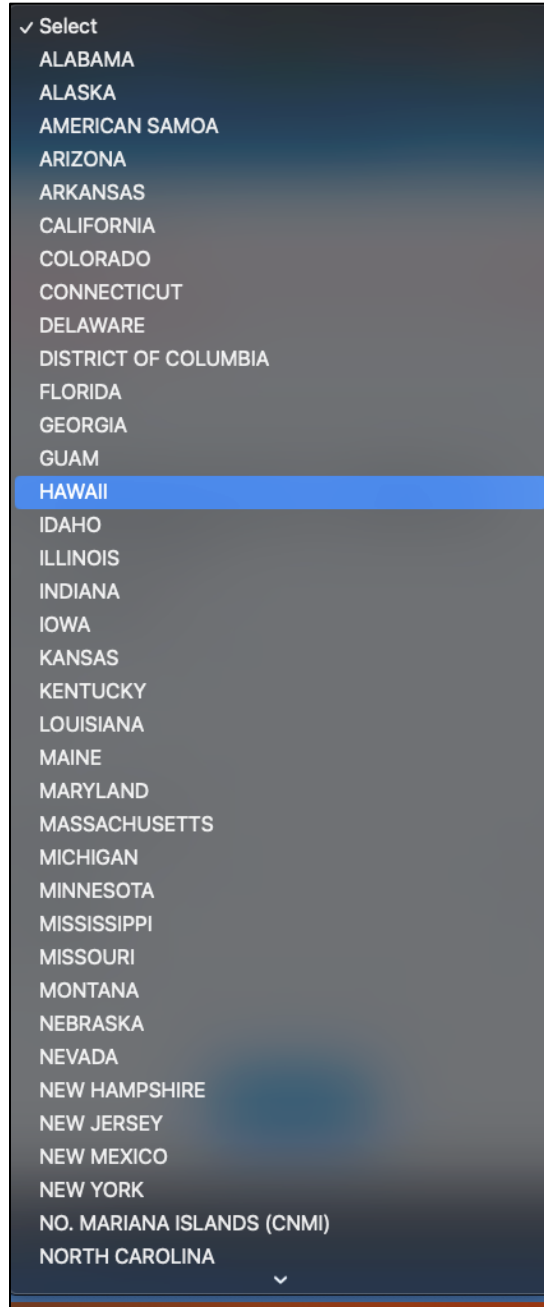 ✓ Select
ALABAMA
ALASKA
AMERICAN SAMOA
ARIZONA
ARKANSAS
CALIFORNIA
COLORADO
CONNECTICUT
DELAWARE
DISTRICT OF COLUMBIA
FLORIDA
GEORGIA
GUAM
HAWAII
IDAHO
ILLINOIS
INDIANA
IOWA
KANSAS
KENTUCKY
LOUISIANA
MAINE
MARYLAND
MASSACHUSETTS
MICHIGAN
MINNESOTA
MISSISSIPPI
MISSOURI
MONTANA
NEBRASKA
NEVADA
NEW HAMPSHIRE
NEW JERSEY
NEW MEXICO
NEW YORK
NO. MARIANA ISLANDS (CNMI)
NORTH CAROLINA